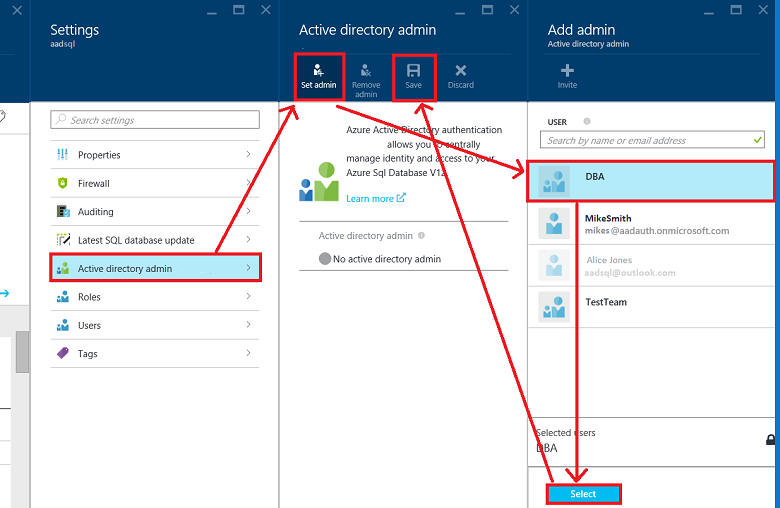 Settings
aadsql
Search settings
Properties
Firewall
Auditing
Latest SQL database update
Active directory admin
Roles
Users
Tags
Active directory admin
Set admin
Remove
admin
Save
Discard
Azure Active Directory authentication
allows you to centrally
manage identity and access to your
Azure Sql Database V12.
Learn more
Active directory admin
No active directory admin
Add admin
Active directory admin
Invite
USER
Search by name or email address
DBA
MikeSmith
mikes@aadauth.onmicrosoft.com
Alice Jones
aadsql@outlook.com
TestTeam
Selected users
DBA
Select